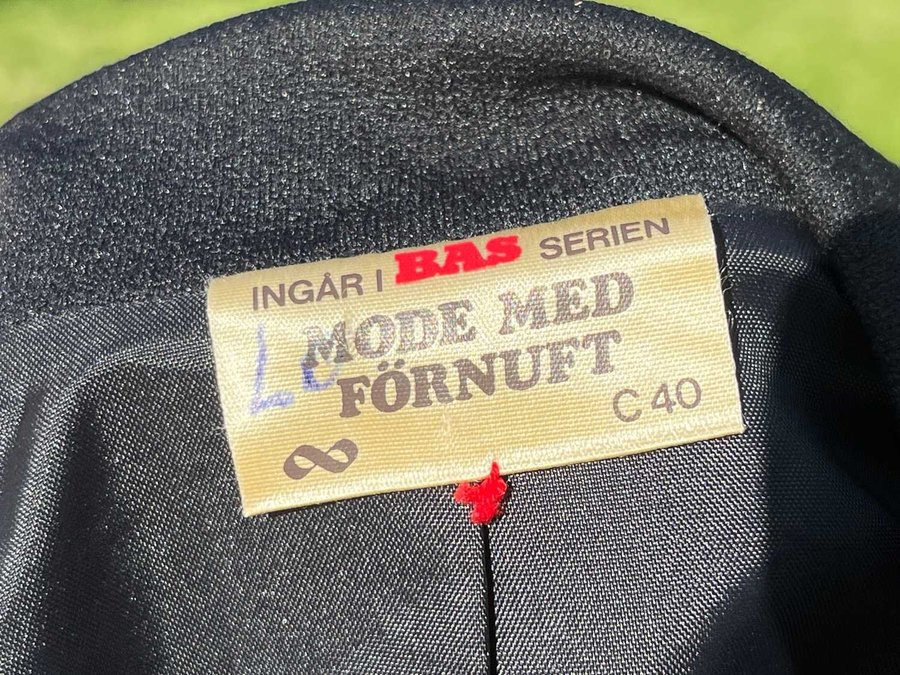 INGÅR I BAS SERIEN
MODE MED
FÖRNUFT
C 40